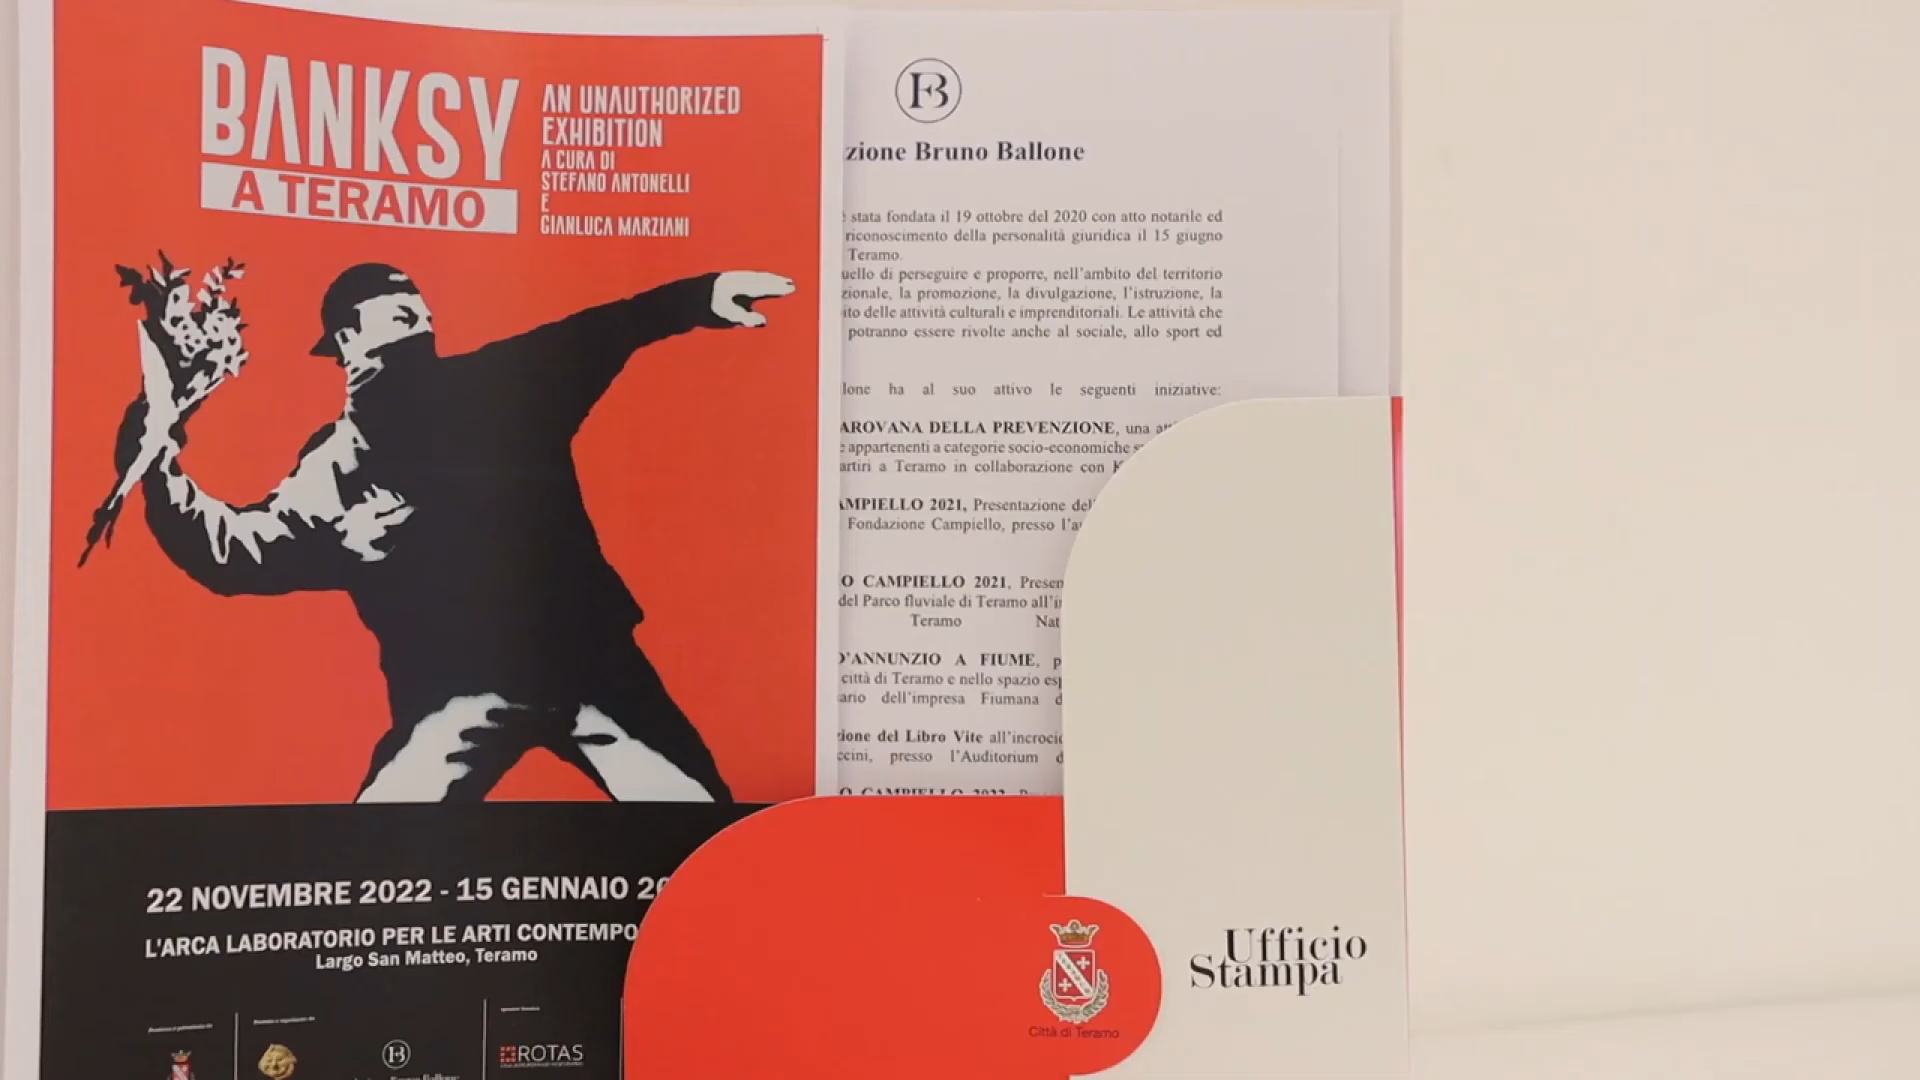 BANKSY
A TERAMO
AN UNAUTHORIZED
EXHIBITION
A CURA DI
STEFANO ANTONELLI
E
GIANLUCA MARZIANI
22 NOVEMBRE 2022 - 15 GENNAIO
L'ARCA LABORATORIO PER LE ARTI CONTEMPO
Largo San Matteo, Teramo
ROTAS
FB
zione Bruno Ballone
è stata fondata il 19 ottobre del 2020 con atto notarile ed
riconoscimento della personalità giuridica il 15 giugno
Teramo.
uello di perseguire e proporre, nell'ambito del territorio
zionale, la promozione, la divulgazione, l'istruzione, la
ito delle attività culturali e imprenditoriali. Le attività che
potranno essere rivolte anche al sociale, allo sport ed
lone ha al suo attivo le seguenti iniziative:
AROVANA DELLA PREVENZIONE, una
e appartenenti a categorie socio-economiche
artiri a Teramo in collaborazione con
AMPIELLO 2021, Presentazione del
Fondazione Campiello, presso l'a
O CAMPIELLO 2021, Presen
del Parco fluviale di Teramo all'i
Teramo Nat
D'ANNUNZIO A FIUME, p
città di Teramo e nello spazio esp
ario dell'impresa Fiumana d
zione del Libro Vite all'incroci
ccini, presso l'Auditorium d
O CAMPIELLO 2022
Ufficio
Stampa
Città di Teramo